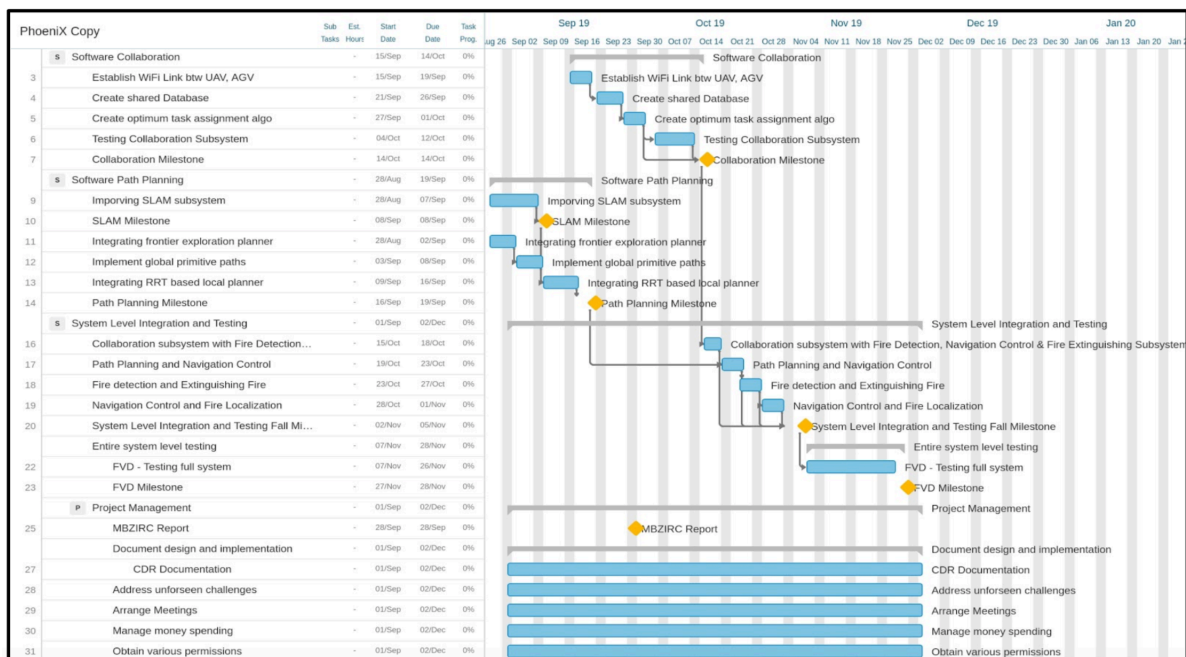 PhoeniX Copy Sub Tasks Est. Hours Start Date Due Date Task Prog.
Sep 19 Oct 19 Nov 19 Dec 19 Jan 20
Aug 26 Sep 02 Sep 09 Sep 16 Sep 23 Sep 30 Oct 07 Oct 14 Oct 21 Oct 28 Nov 04 Nov 11 Nov 18 Nov 25 Dec 02 Dec 09 Dec 16 Dec 23 Dec 30 Jan 06 Jan 13 Jan 20
S Software Collaboration - 15/Sep 14/Oct 0% Software Collaboration
3 Establish WiFi Link btw UAV, AGV - 15/Sep 19/Sep 0% Establish WiFi Link btw UAV, AGV
4 Create shared Database - 21/Sep 26/Sep 0% Create shared Database
5 Create optimum task assignment algo - 27/Sep 01/Oct 0% Create optimum task assignment algo
6 Testing Collaboration Subsystem - 04/Oct 12/Oct 0% Testing Collaboration Subsystem
7 Collaboration Milestone - 14/Oct 14/Oct 0% Collaboration Milestone
S Software Path Planning - 28/Aug 19/Sep 0% Software Path Planning
9 Imporving SLAM subsystem - 28/Aug 07/Sep 0% Imporving SLAM subsystem
10 SLAM Milestone - 08/Sep 08/Sep 0% SLAM Milestone
11 Integrating frontier exploration planner - 28/Aug 02/Sep 0% Integrating frontier exploration planner
12 Implement global primitive paths - 03/Sep 08/Sep 0% Implement global primitive paths
13 Integrating RRT based local planner - 09/Sep 16/Sep 0% Integrating RRT based local planner
14 Path Planning Milestone - 16/Sep 19/Sep 0% Path Planning Milestone
S System Level Integration and Testing - 01/Sep 02/Dec 0% System Level Integration and Testing
16 Collaboration subsystem with Fire Detection... - 15/Oct 18/Oct 0% Collaboration subsystem with Fire Detection, Navigation Control & Fire Extinguishing Subsystem
17 Path Planning and Navigation Control - 19/Oct 23/Oct 0% Path Planning and Navigation Control
18 Fire detection and Extinguishing Fire - 23/Oct 27/Oct 0% Fire detection and Extinguishing Fire
19 Navigation Control and Fire Localization - 28/Oct 01/Nov 0% Navigation Control and Fire Localization
20 System Level Integration and Testing Fall Mi... - 02/Nov 05/Nov 0% System Level Integration and Testing Fall Milestone
Entire system level testing - 07/Nov 28/Nov 0% Entire system level testing
22 FVD - Testing full system - 07/Nov 26/Nov 0% FVD - Testing full system
23 FVD Milestone - 27/Nov 28/Nov 0% FVD Milestone
P Project Management - 01/Sep 02/Dec 0% Project Management
25 MBZIRC Report - 28/Sep 28/Sep 0% MBZIRC Report
Document design and implementation - 01/Sep 02/Dec 0% Document design and implementation
27 CDR Documentation - 01/Sep 02/Dec 0% CDR Documentation
28 Address unforseen challenges - 01/Sep 02/Dec 0% Address unforseen challenges
29 Arrange Meetings - 01/Sep 02/Dec 0% Arrange Meetings
30 Manage money spending - 01/Sep 02/Dec 0% Manage money spending
31 Obtain various permissions - 01/Sep 02/Dec 0% Obtain various permissions